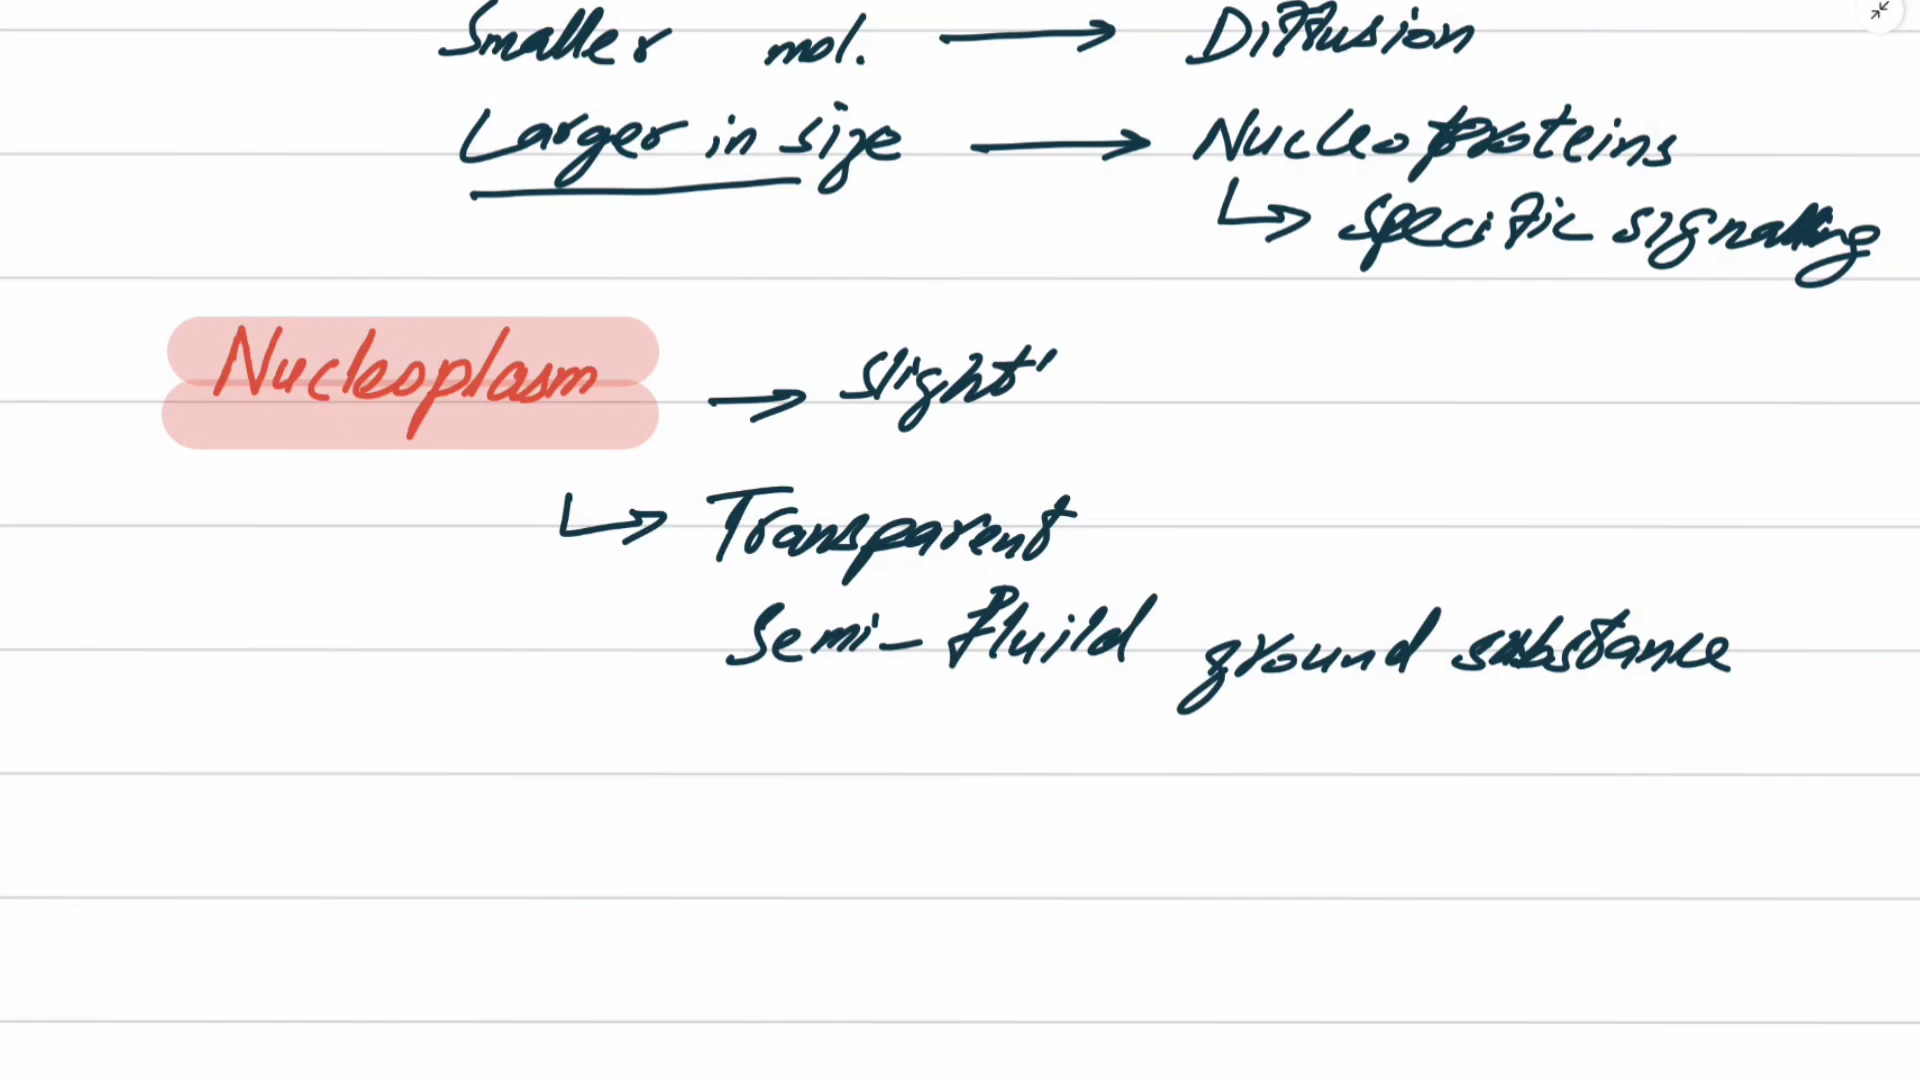 Smaller mol. → Diffusion
Larger in size → Nucleoproteins
↳ specific signalling
Nucleoplasm → slight'
↳ Transparent
Semi-fluid ground substance